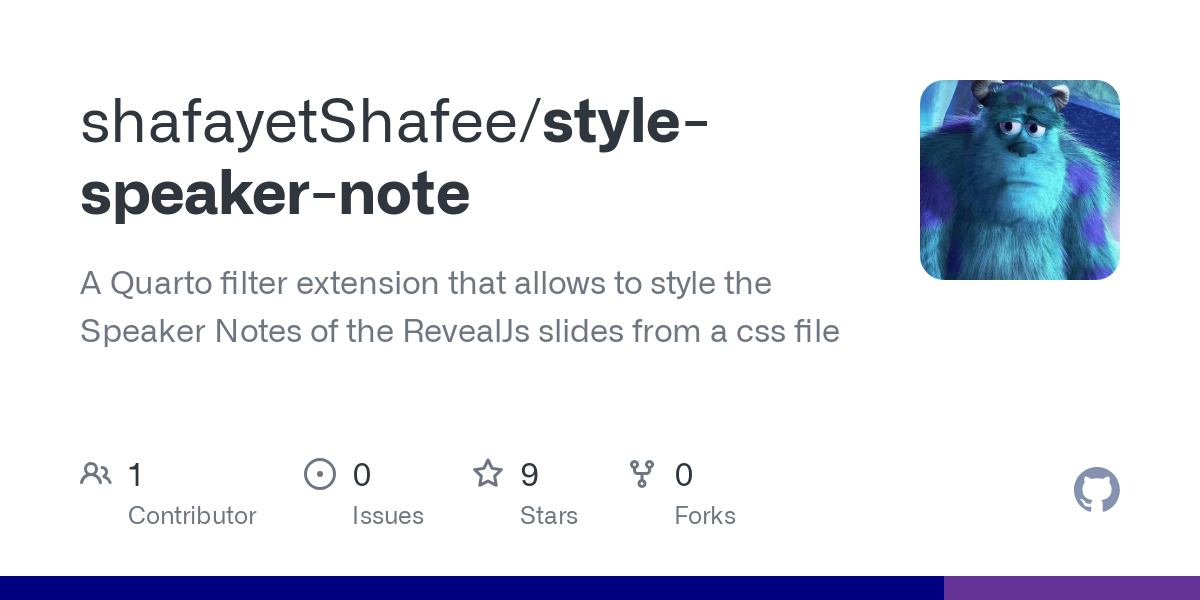 shafayetShafee/style-
speaker-note
A Quarto filter extension that allows to style the
Speaker Notes of the RevealJs slides from a css file
1 0 9 0
Contributor Issues Stars Forks